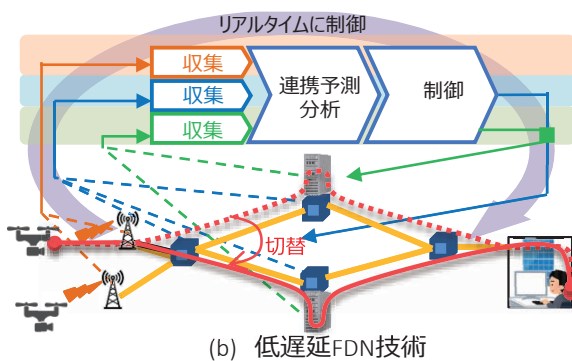 リアルタイムに制御
収集
収集
収集
連携予測
分析
制御
切替
(b) 低遅延FDN技術